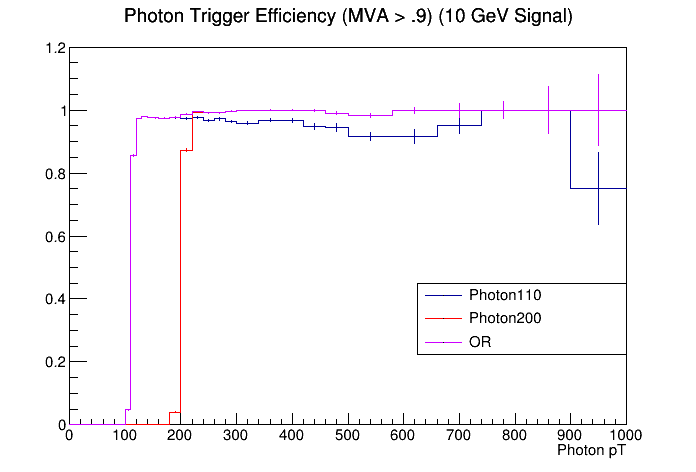 Photon Trigger Efficiency (MVA > .9) (10 GeV Signal)
1.2
1
0.8
0.6
0.4
0.2
0
Photon110
Photon200
OR
0 100 200 300 400 500 600 700 800 900 1000
Photon pT